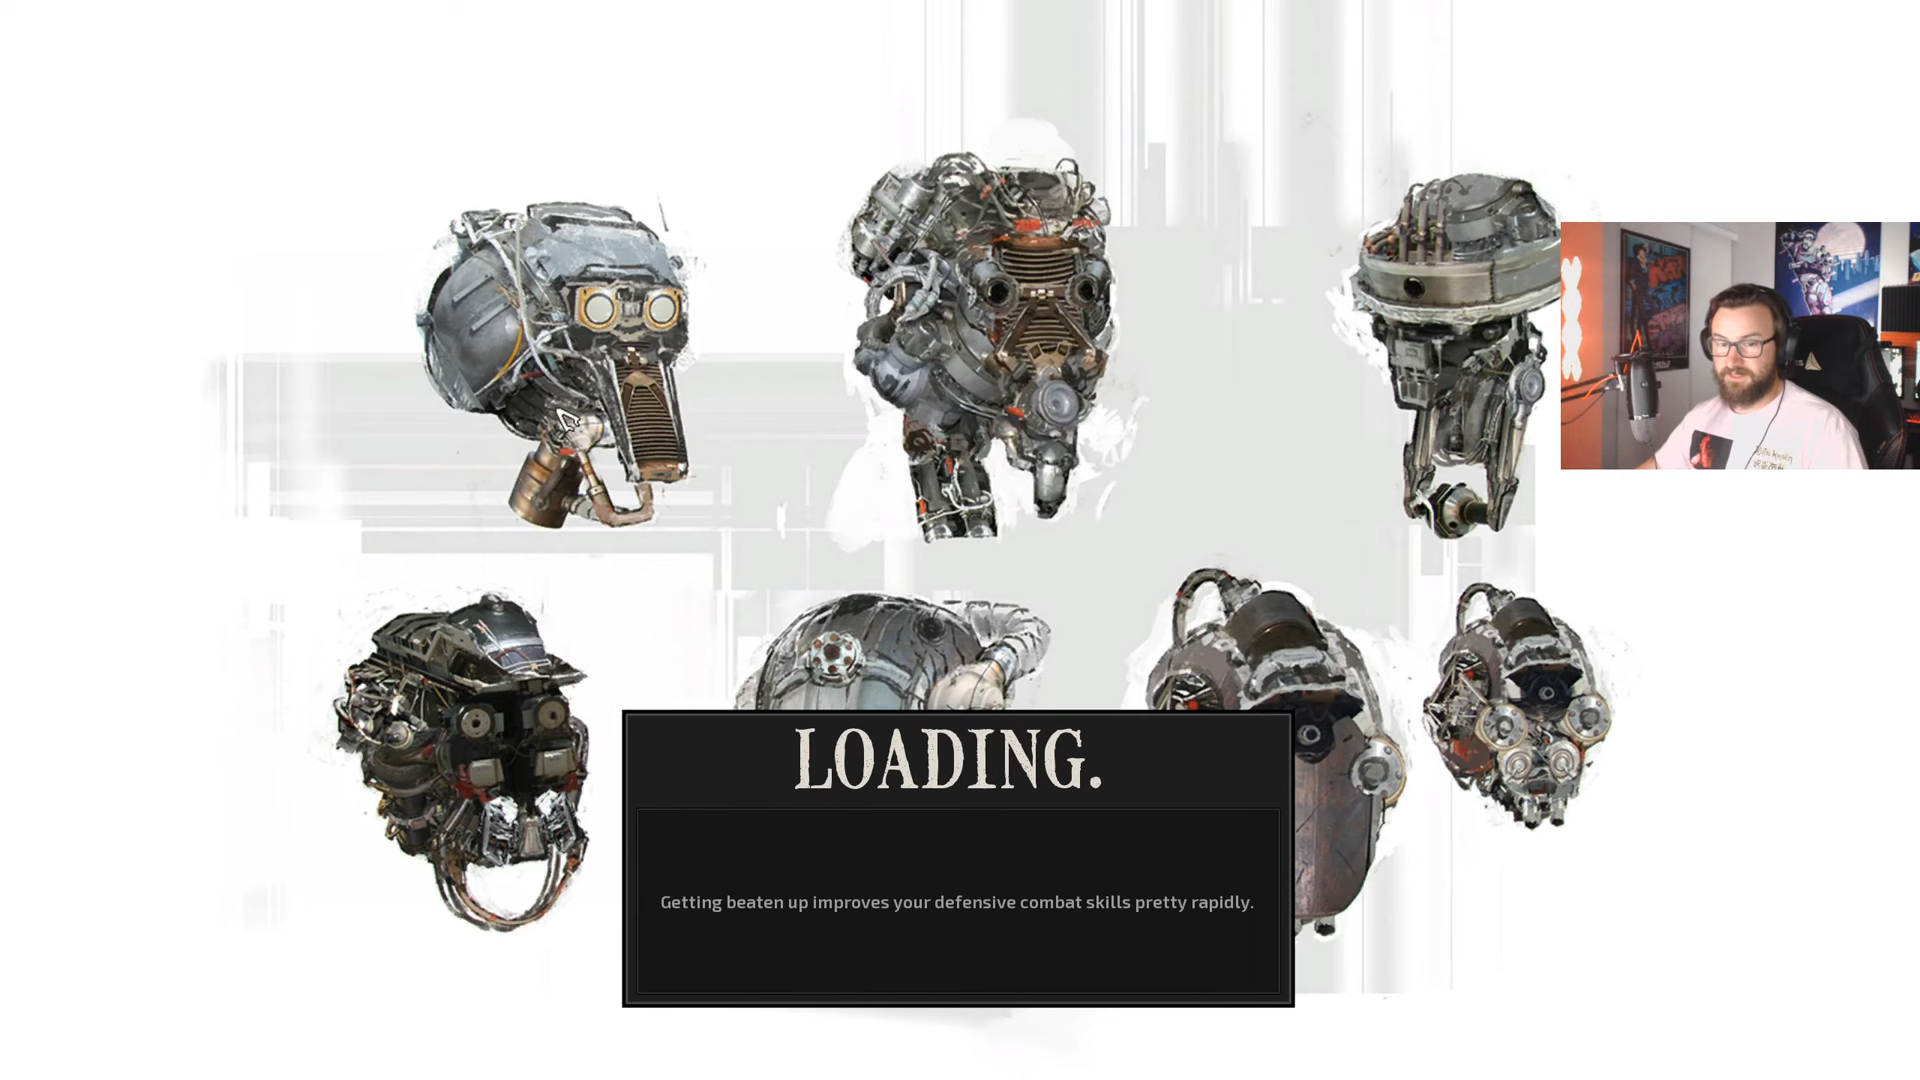 LOADING.
Getting beaten up improves your defensive combat skills pretty rapidly.